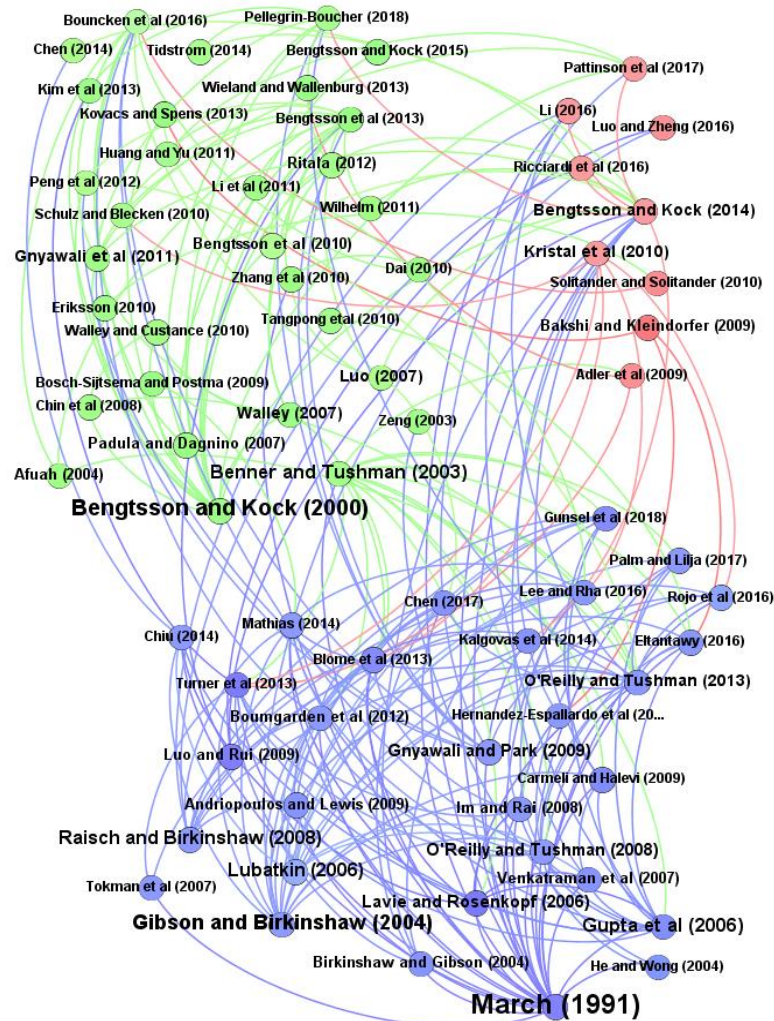 Bouncken et al (2016)
Pellegrin-Boucher (2018)
Chen (2014)
Tidstrom (2014)
Bengtsson and Kock (2015)
Pattinson et al (2017)
Kim et al (2013)
Wieland and Wallenburg (2013)
Kovacs and Spens (2013)
Bengtsson et al (2013)
Li (2016)
Luo and Zheng (2016)
Huang and Yu (2011)
Ritala (2012)
Ricciardi et al (2016)
Peng et al (2012)
Li et al (2011)
Schulz and Blecken (2010)
Wilhelm (2011)
Bengtsson and Kock (2014)
Bengtsson et al (2010)
Gnyawali et al (2011)
Kristal et al (2010)
Zhang et al (2010)
Dai (2010)
Solitander and Solitander (2010)
Eriksson (2010)
Tangpong etal (2010)
Walley and Custance (2010)
Bakshi and Kleindorfer (2009)
Bosch-Sijtsema and Postma (2009)
Luo (2007)
Adler et al (2009)
Chin et al (2008)
Walley (2007)
Zeng (2003)
Padula and Dagnino (2007)
Afuah (2004)
Benner and Tushman (2003)
Bengtsson and Kock (2000)
Gunsel et al (2018)
Palm and Lilja (2017)
Chen (2017)
Lee and Rha (2016)
Rojo et al (2016)
Chiu (2014)
Mathias (2014)
Kalgovas et al (2014)
Eltantawy (2016)
Blome et al (2013)
Turner et al (2013)
O'Reilly and Tushman (2013)
Boumgarden et al (2012)
Hernandez-Espallardo et al (20...
Luo and Rui (2009)
Gnyawali and Park (2009)
Carmeli and Halevi (2009)
Andriopoulos and Lewis (2009)
Im and Rai (2008)
Raisch and Birkinshaw (2008)
O'Reilly and Tushman (2008)
Lubatkin (2006)
Venkatraman et al (2007)
Tokman et al (2007)
Lavie and Rosenkopf (2006)
Gibson and Birkinshaw (2004)
Gupta et al (2006)
Birkinshaw and Gibson (2004)
He and Wong (2004)
March (1991)